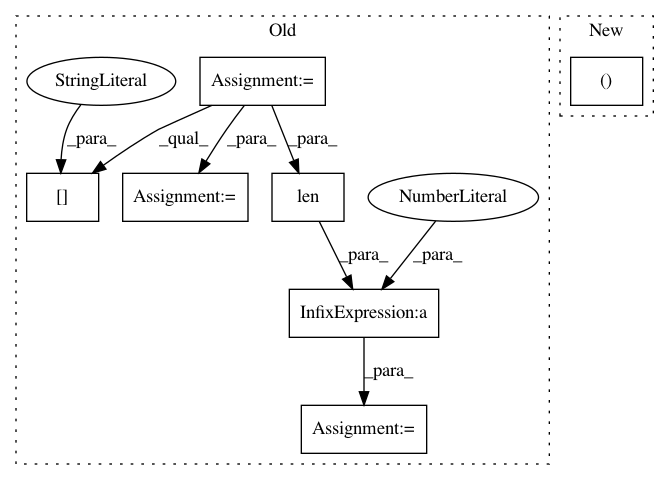 Old
New
StringLiteral
Assignment:=
()
_para_
_qual_
_para_
_para_
[]
Assignment:=
len
NumberLiteral
_para_
_para_
InfixExpression:a
_para_
Assignment:=